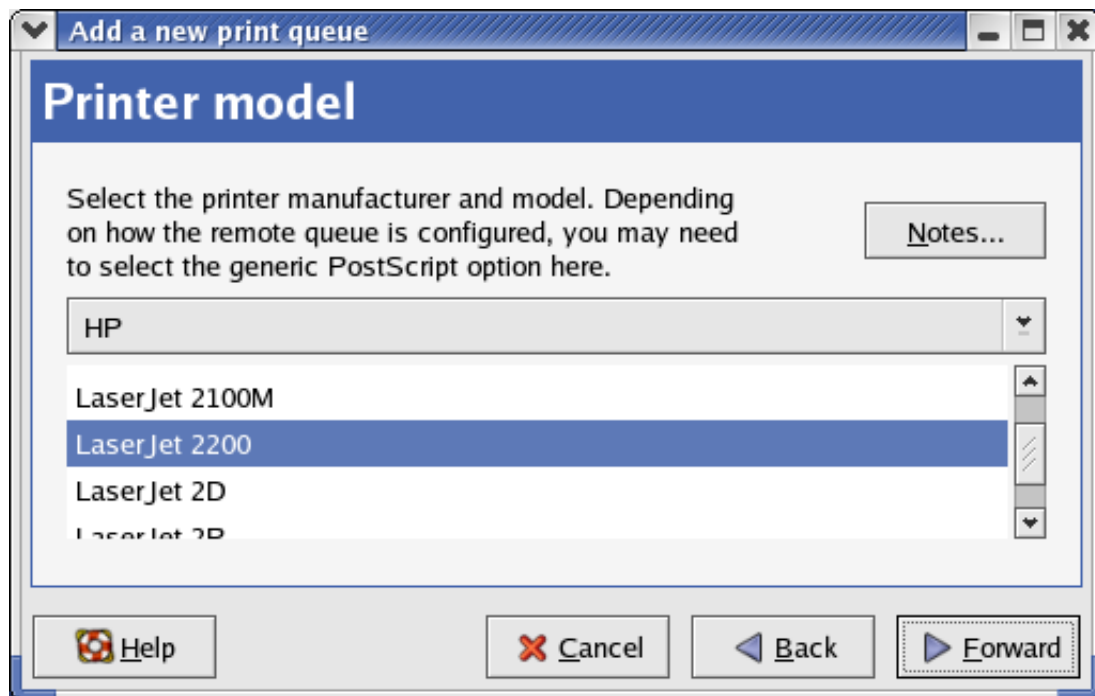 Add a new print queue
Printer model
Select the printer manufacturer and model. Depending
on how the remote queue is configured, you may need
to select the generic PostScript option here.
Notes...
HP
LaserJet 2100M
LaserJet 2200
LaserJet 2D
Help
Cancel
Back
Forward